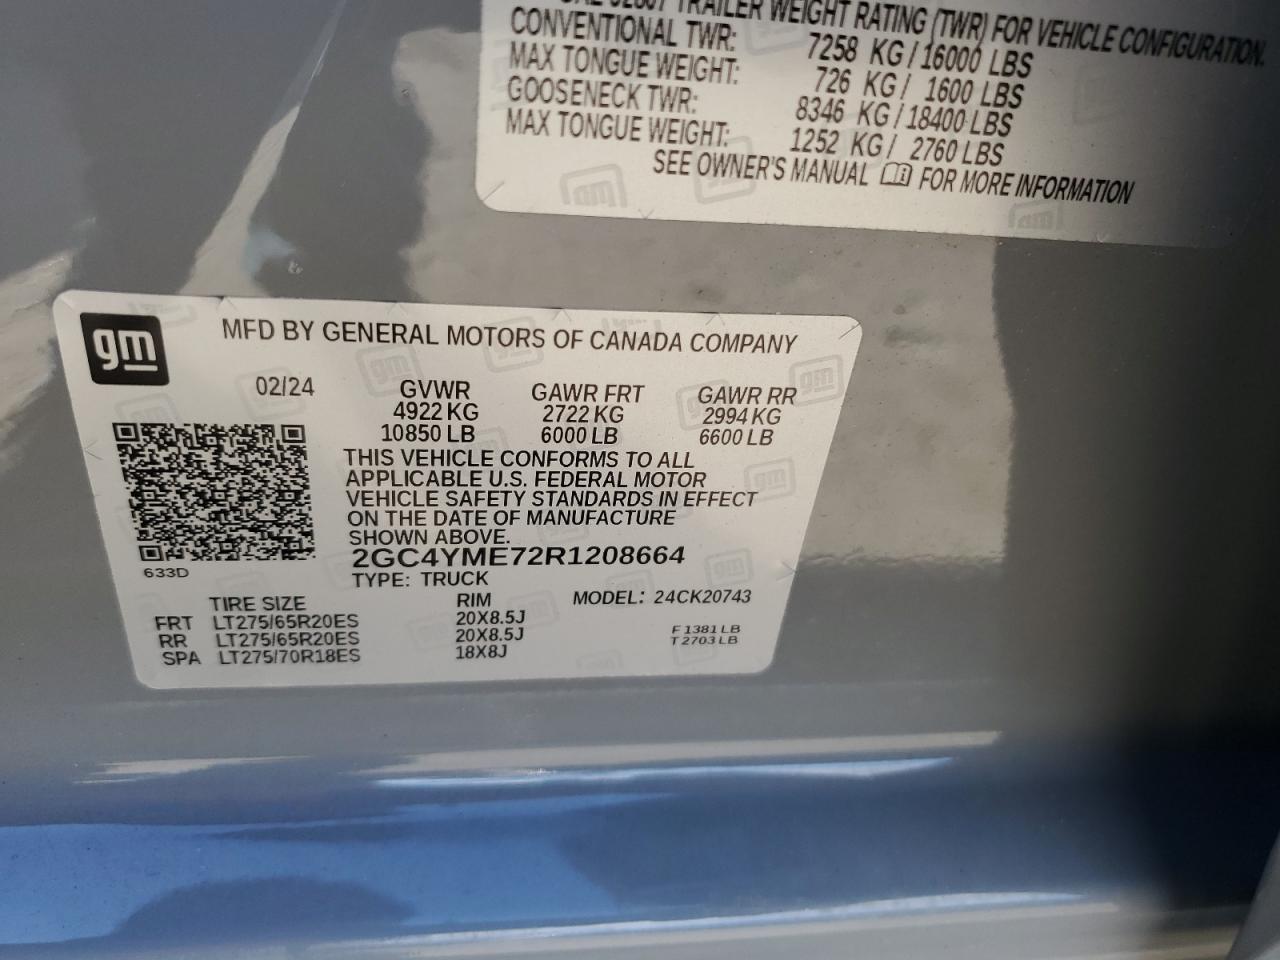 TRAILER WEIGHT RATING (TWR) FOR VEHICLE CONFIGURATION.
CONVENTIONAL TWR: 7258 KG / 16000 LBS
MAX TONGUE WEIGHT: 726 KG / 1600 LBS
GOOSENECK TWR: 8346 KG / 18400 LBS
MAX TONGUE WEIGHT: 1252 KG / 2760 LBS
SEE OWNER'S MANUAL FOR MORE INFORMATION
gm
MFD BY GENERAL MOTORS OF CANADA COMPANY
02/24 GVWR GAWR FRT GAWR RR
4922 KG 2722 KG 2994 KG
10850 LB 6000 LB 6600 LB
THIS VEHICLE CONFORMS TO ALL
APPLICABLE U.S. FEDERAL MOTOR
VEHICLE SAFETY STANDARDS IN EFFECT
ON THE DATE OF MANUFACTURE
SHOWN ABOVE.
2GC4YME72R1208664
633D
TYPE: TRUCK
TIRE SIZE RIM MODEL: 24CK20743
FRT LT275/65R20ES 20X8.5J
RR LT275/65R20ES 20X8.5J
SPA LT275/70R18ES 18X8J
F 1381 LB
T 2703 LB